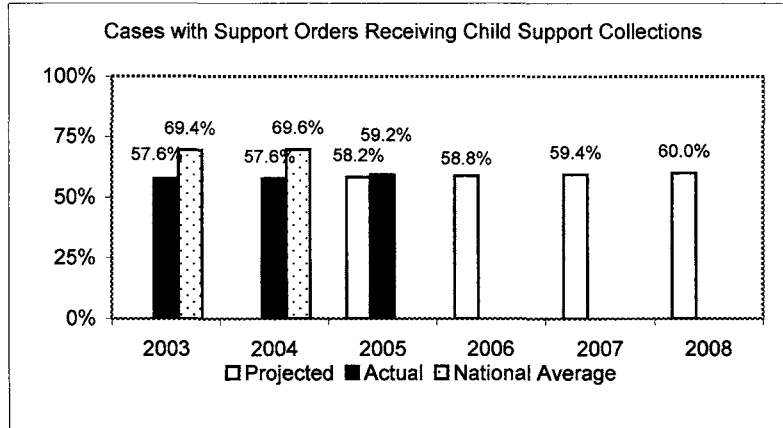 Cases with Support Orders Receiving Child Support Collections
100%
75%
50%
25%
0%
57.6% 69.4% 57.6% 69.6% 58.2% 59.2% 58.8% 59.4% 60.0%
2003 2004 2005 2006 2007 2008
Projected Actual National Average